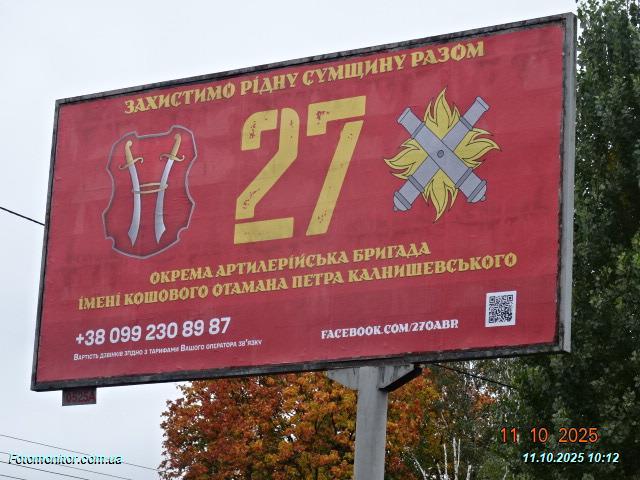 ЗАХИСТИМО РІДНУ СУМЩИНУ РАЗОМ
27
ОКРЕМА АРТИЛЕРІЙСЬКА БРИГАДА
ІМЕНІ КОШОВОГО ОТАМАНА ПЕТРА КАЛНИШЕВСЬКОГО
+38 099 230 89 87
ВАРТІСТЬ ДЗВІНКІВ ЗГІДНО З ТАРИФАМИ ВАШОГО ОПЕРАТОРА ЗВ'ЯЗКУ
FACEBOOK.COM/27OABR
11 10 2025
Fotomonitor.com.ua
11.10.2025 10:12